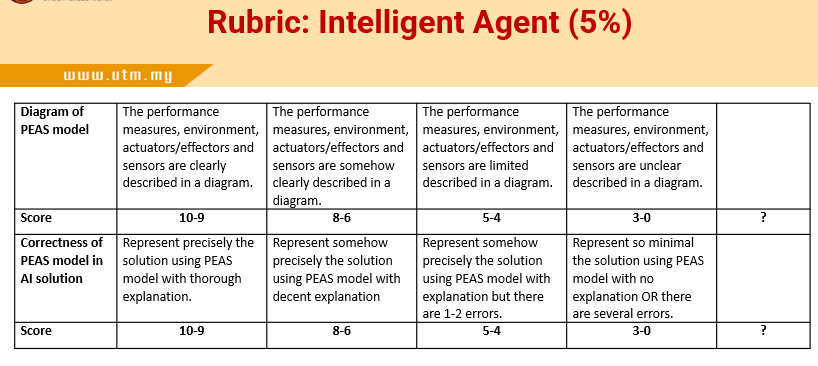 Rubric: Intelligent Agent (5%)
www.utm.my
Diagram of
PEAS model
The performance
measures, environment,
actuators/effectors and
sensors are clearly
described in a diagram.
The performance
measures, environment,
actuators/effectors and
sensors are somehow
clearly described in a
diagram.
The performance
measures, environment,
actuators/effectors and
sensors are limited
described in a diagram.
The performance
measures, environment,
actuators/effectors and
sensors are unclear
described in a diagram.
Score
10-9
8-6
5-4
3-0
?
Correctness of
PEAS model in
AI solution
Represent precisely the
solution using PEAS
model with thorough
explanation.
Represent somehow
precisely the solution
using PEAS model with
decent explanation
Represent somehow
precisely the solution
using PEAS model with
explanation but there
are 1-2 errors.
Represent so minimal
the solution using PEAS
model with no
explanation OR there
are several errors.
Score
10-9
8-6
5-4
3-0
?